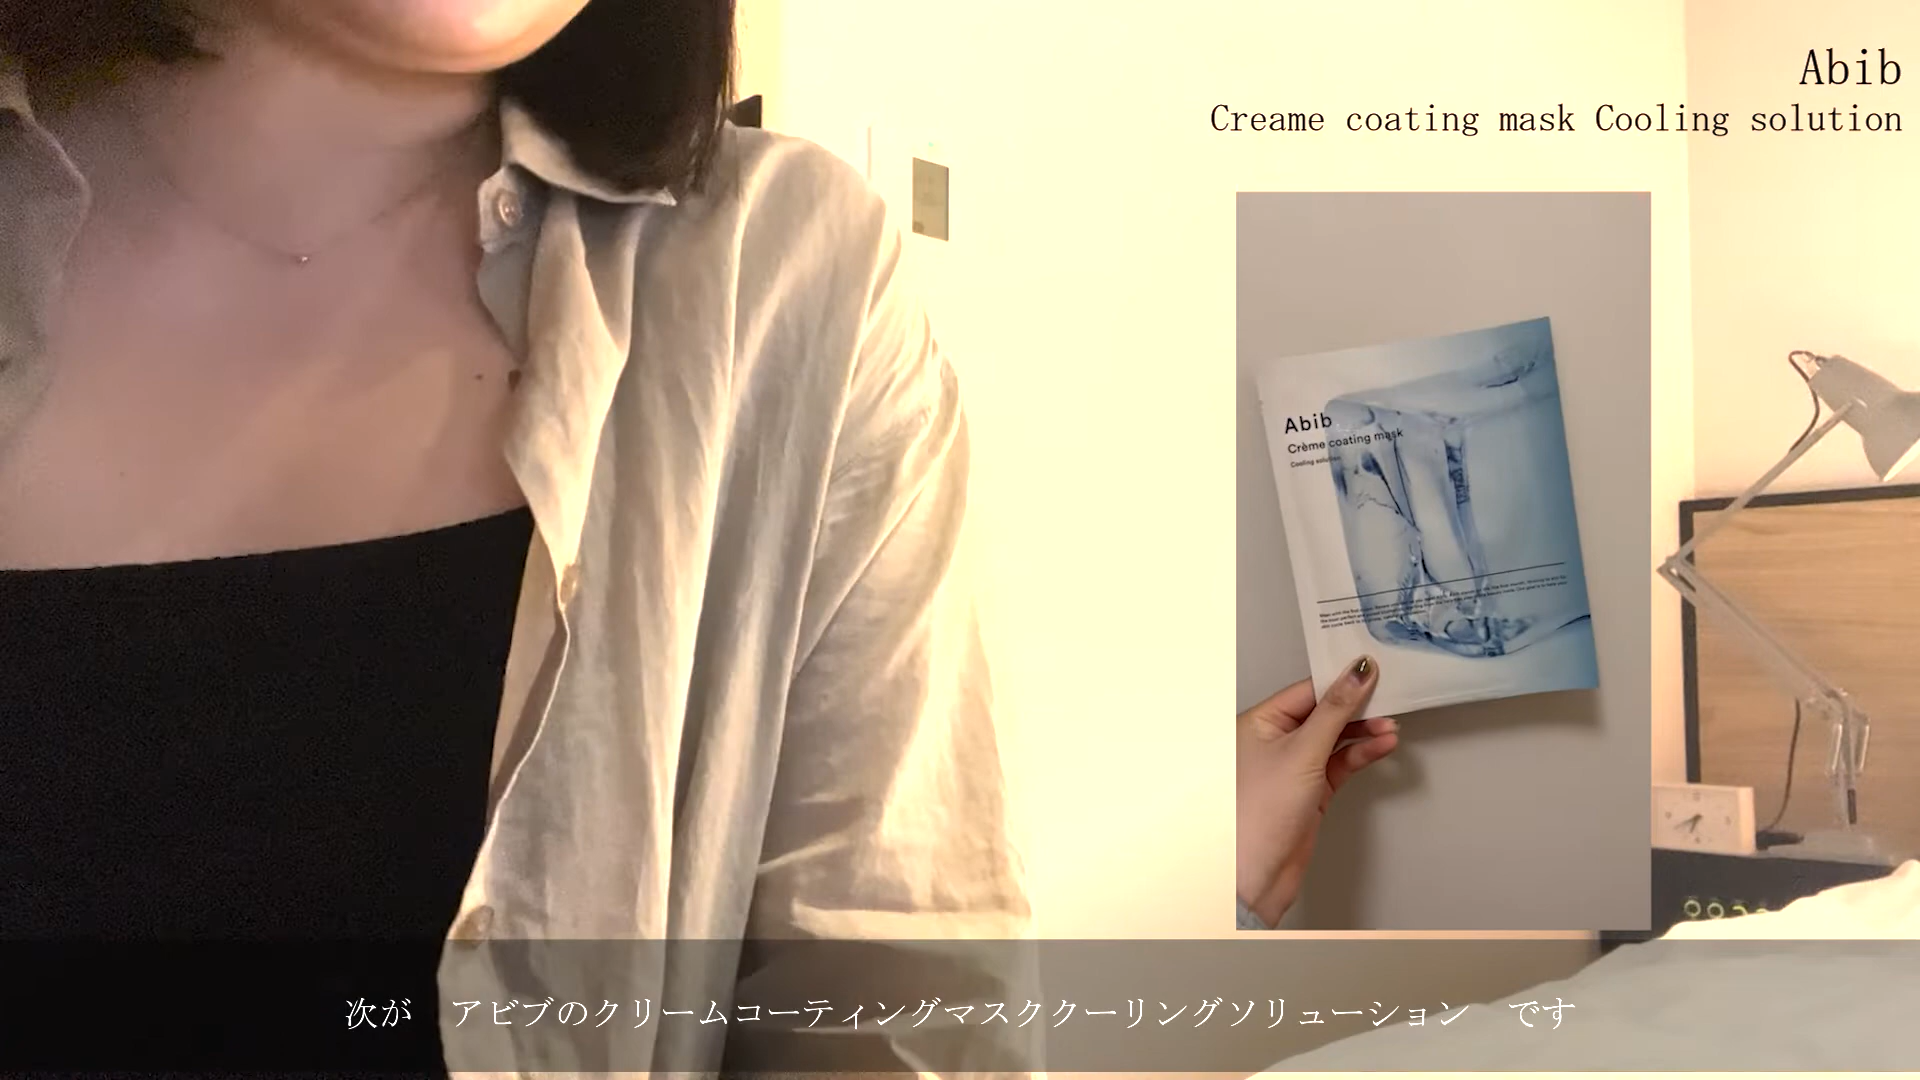 Abib
Creame coating mask Cooling solution
Abib
Crème coating mask
Cooling solution
次が アビブのクリームコーティングマスククーリングソリューション です